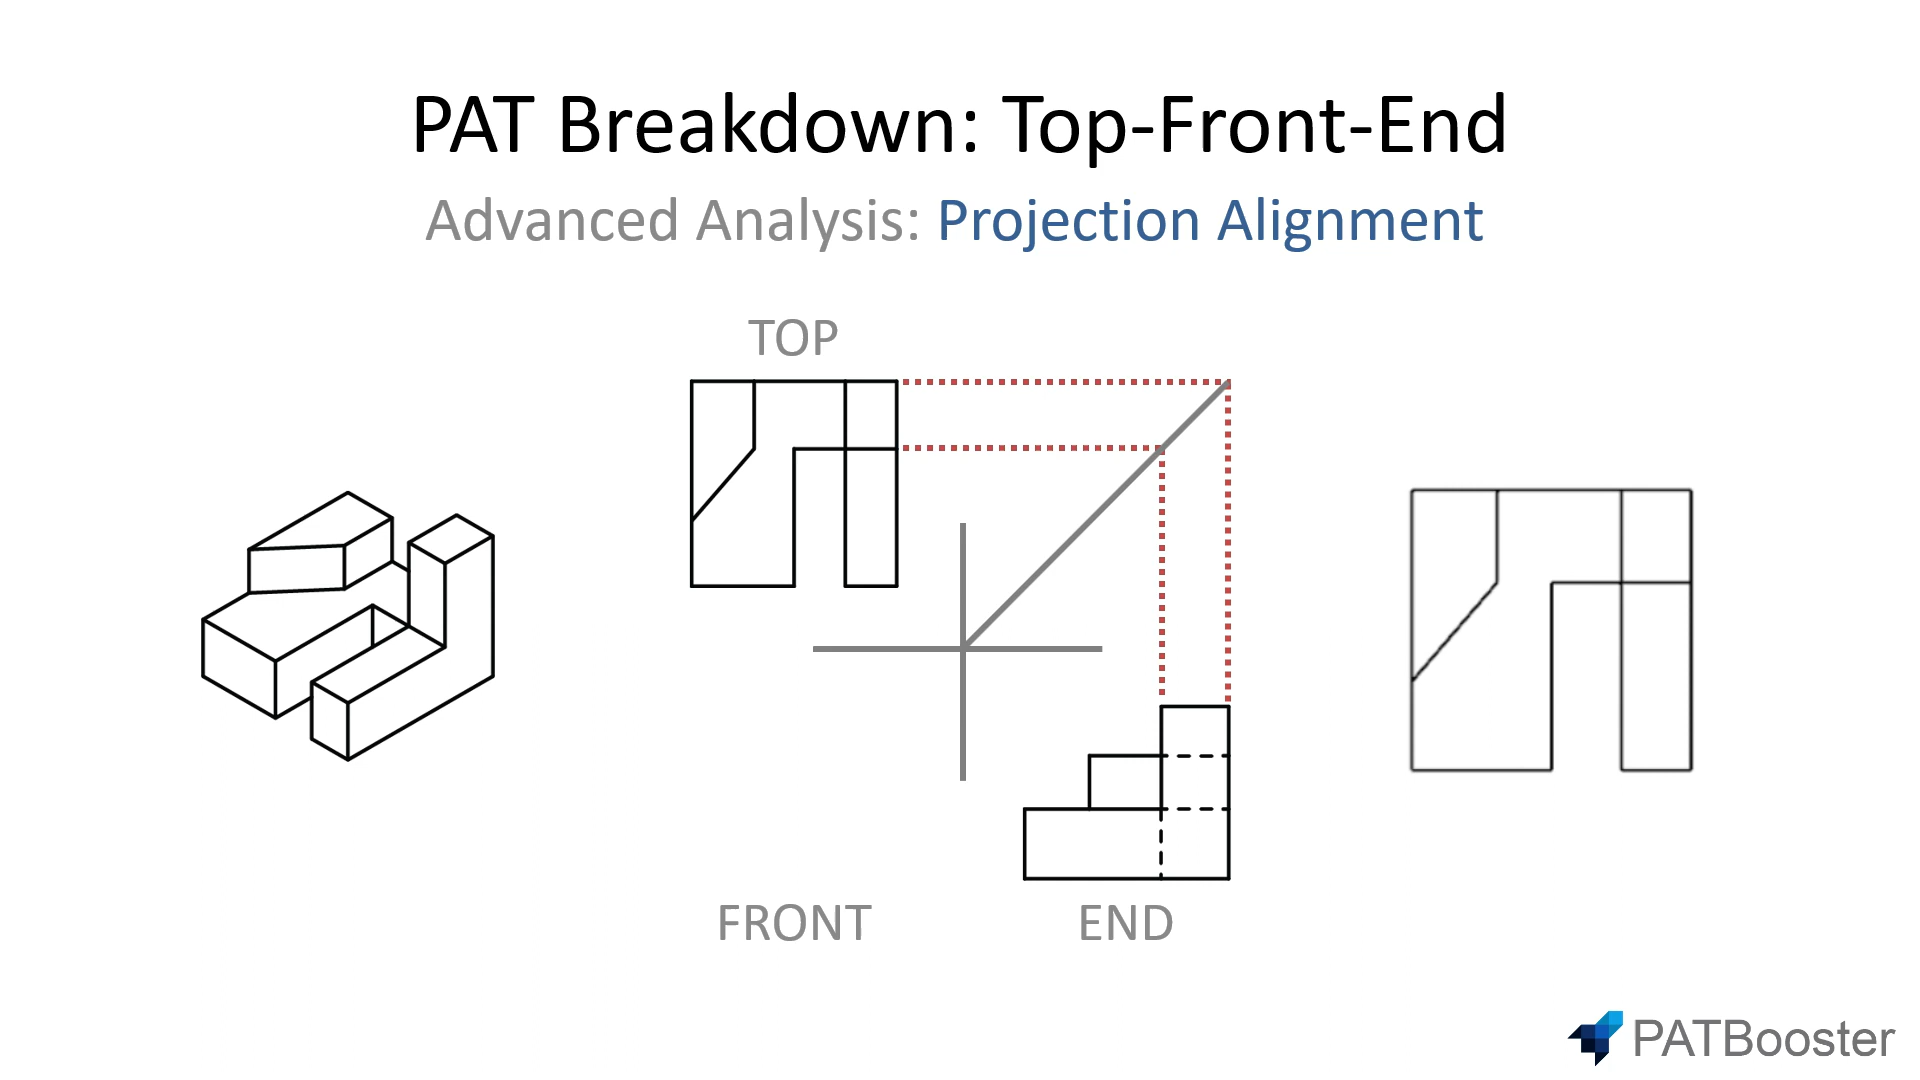 PAT Breakdown: Top-Front-End
Advanced Analysis: Projection Alignment
TOP
FRONT
END
PATBooster